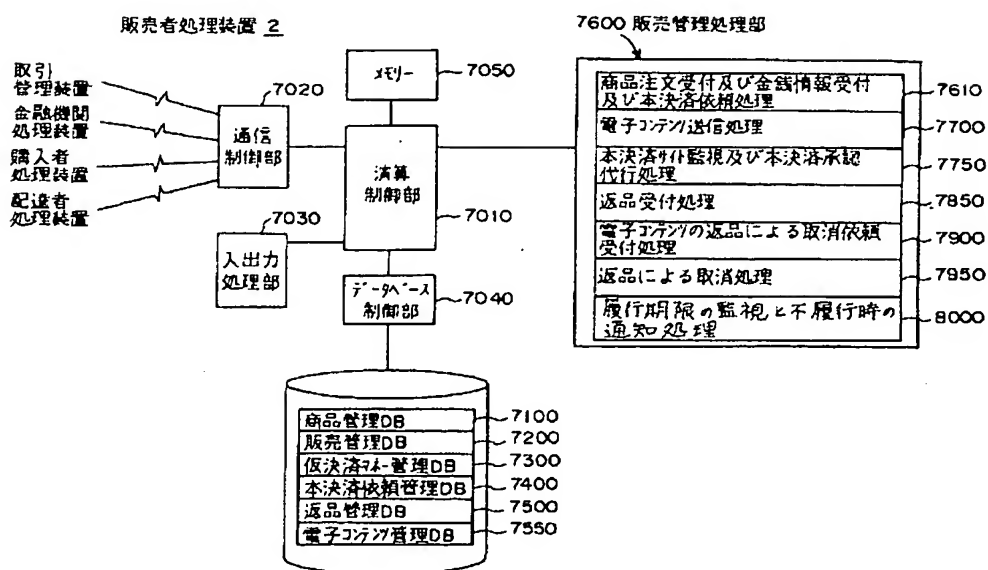 販売者処理装置 2
7600 販売管理処理部
取引
管理装置
金融機関
処理装置
購入者
処理装置
配達者
処理装置
7020
通信
制御部
メモリー
7050
演算
制御部
7010
7030
入出力
処理部
データベース
制御部
7040
商品注文受付及び金銭情報受付
及び本決済依頼処理
7610
電子コンテンツ送信処理
7700
本決済サイト監視及び本決済承認
代行処理
7750
返品受付処理
7850
電子コンテンツの返品による取消依頼
受付処理
7900
返品による取消処理
7950
履行期限の監視と不履行時の
通知処理
8000
商品管理DB
7100
販売管理DB
7200
仮決済マネー管理DB
7300
本決済依頼管理DB
7400
返品管理DB
7500
電子コンテンツ管理DB
7550